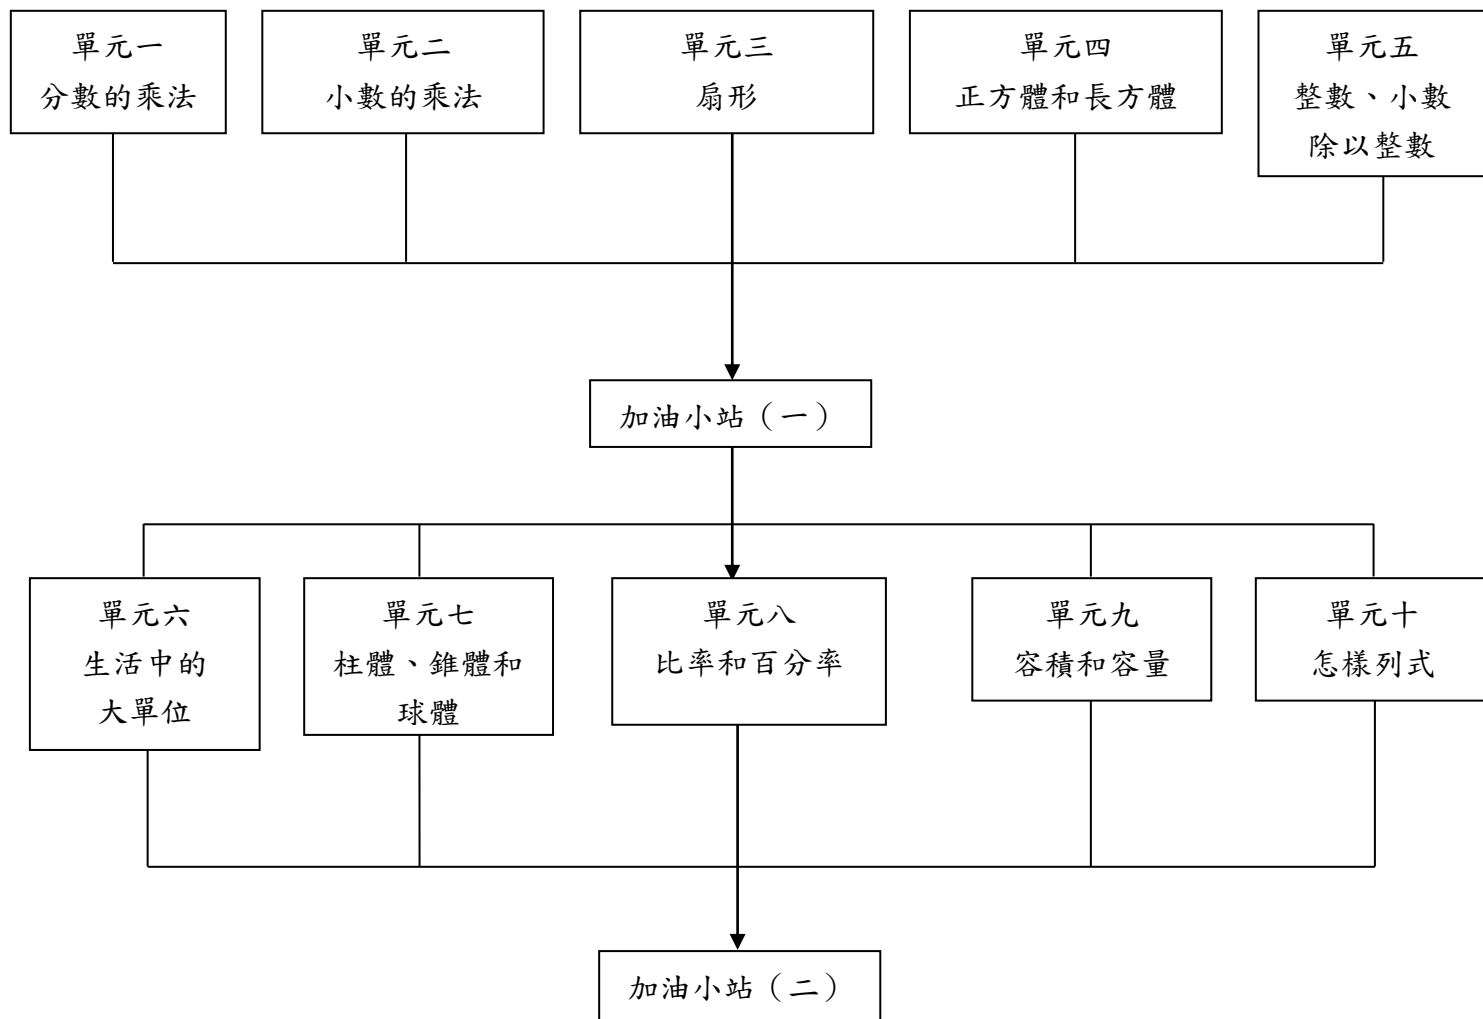 單元一
分數的乘法
單元二
小數的乘法
單元三
扇形
單元四
正方體和長方體
單元五
整數、小數
除以整數
加油小站（一）
單元六
生活中的
大單位
單元七
柱體、錐體和
球體
單元八
比率和百分率
單元九
容積和容量
單元十
怎樣列式
加油小站（二）